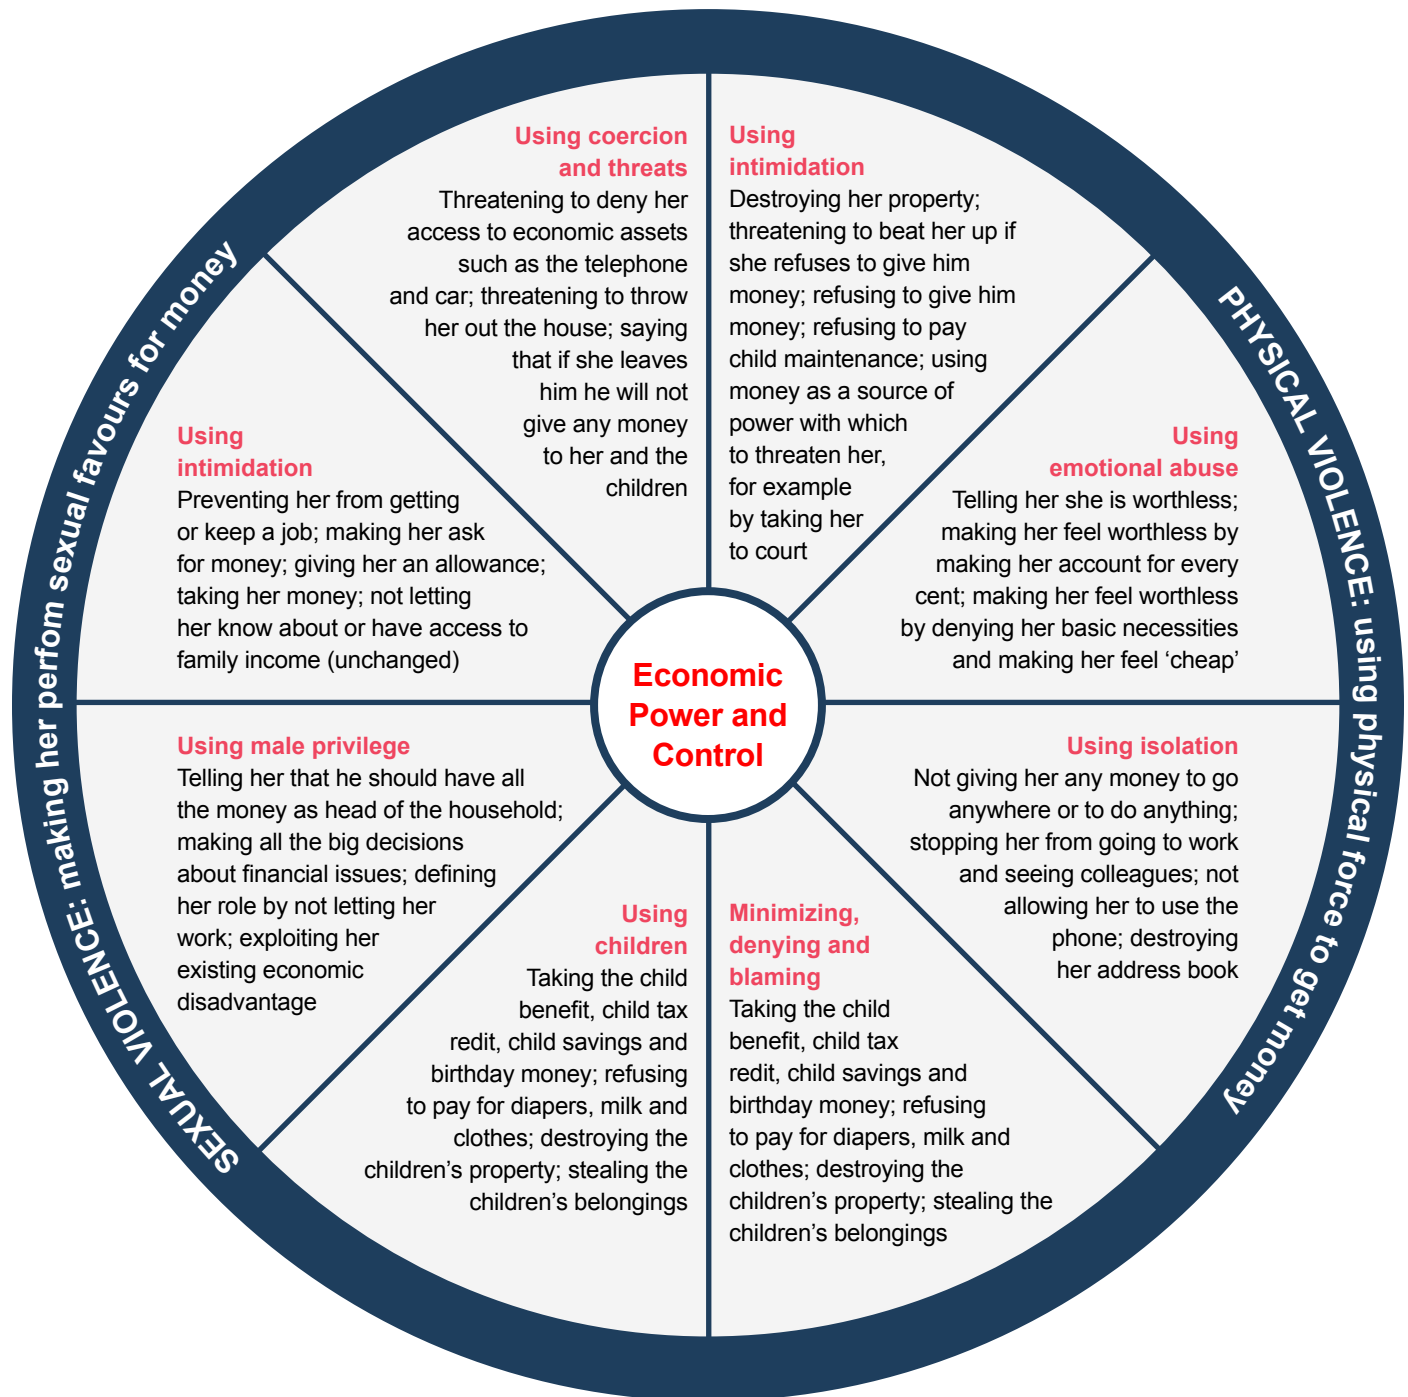 Using coercion
and threats
Threatening to deny her
access to economic assets
such as the telephone
and car; threatening to throw
her out the house; saying
that if she leaves
him he will not
give any money
to her and the
children
Using
intimidation
Destroying her property;
threatening to beat her up if
she refuses to give him
money; refusing to give him
money; refusing to pay
child maintenance; using
money as a source of
power with which
to threaten her,
for example
by taking her
to court
Using
emotional abuse
Telling her she is worthless;
making her feel worthless by
making her account for every
cent; making her feel worthless
by denying her basic necessities
and making her feel ‘cheap’
Using isolation
Not giving her any money to go
anywhere or to do anything;
stopping her from going to work
and seeing colleagues; not
allowing her to use the
phone; destroying
her address book
Minimizing,
denying and
blaming
Taking the child
benefit, child tax
redit, child savings and
birthday money; refusing
to pay for diapers, milk and
clothes; destroying the
children’s property; stealing the
children’s belongings
Using
children
Taking the child
benefit, child tax
redit, child savings and
birthday money; refusing
to pay for diapers, milk and
clothes; destroying the
children’s property; stealing the
children’s belongings
Using male privilege
Telling her that he should have all
the money as head of the household;
making all the big decisions
about financial issues; defining
her role by not letting her
work; exploiting her
existing economic
disadvantage
Using
intimidation
Preventing her from getting
or keep a job; making her ask
for money; giving her an allowance;
taking her money; not letting
her know about or have access to
family income (unchanged)
Economic
Power and
Control
PHYSICAL VIOLENCE: using physical force to get money
SEXUAL VIOLENCE: making her perfom sexual favours for money